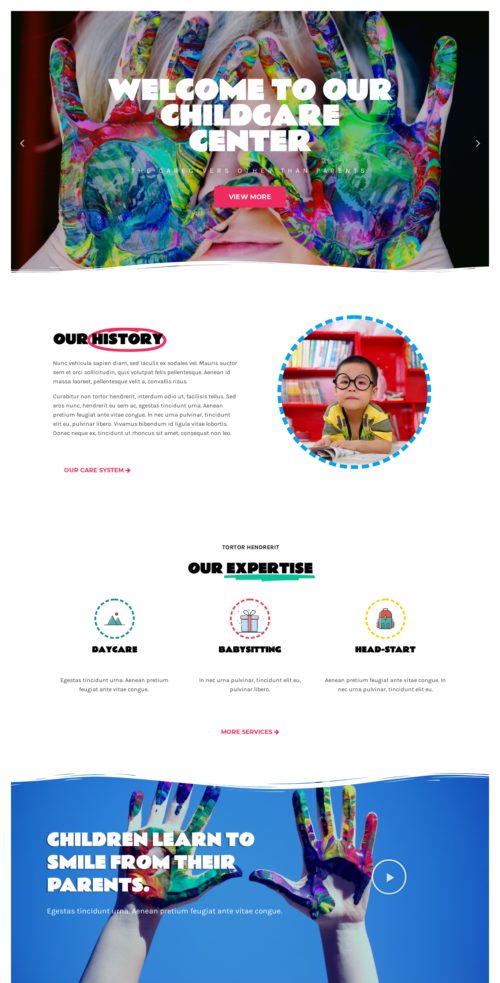 WELCOME TO OUR
CHILDCARE
CENTER
THE CAREGIVERS OTHER THAN PARENTS.
VIEW MORE
OUR HISTORY
Nunc vehicula sapien diam, sed iaculis ex sodales vel. Mauris auctor
sem et orci sollicitudin, quis volutpat felis pellentesque. Aenean id
massa laoreet, pellentesque velit a, convallis risus.
Curabitur non tortor hendrerit, interdum odio ut, facilisis tellus. Sed
eros nunc, hendrerit eu sem ac, egestas tincidunt urna. Aenean
pretium feugiat ante vitae congue. In nec urna pulvinar, tincidunt
elit eu, pulvinar libero. Vivamus bibendum id ligula vitae lobortis.
Donec neque ex, tincidunt ut rhoncus sit amet, consequat non leo.
OUR CARE SYSTEM →
TORTOR HENDRERIT
OUR EXPERTISE
DAYCARE
BABYSITTING
HEAD-START
Egestas tincidunt urna. Aenean pretium
feugiat ante vitae congue.
In nec urna pulvinar, tincidunt elit eu,
pulvinar libero.
Aenean pretium feugiat ante vitae congue. In
nec urna pulvinar, tincidunt elit eu.
MORE SERVICES →
CHILDREN LEARN TO
SMILE FROM THEIR
PARENTS.
Egestas tincidunt urna. Aenean pretium feugiat ante vitae congue.